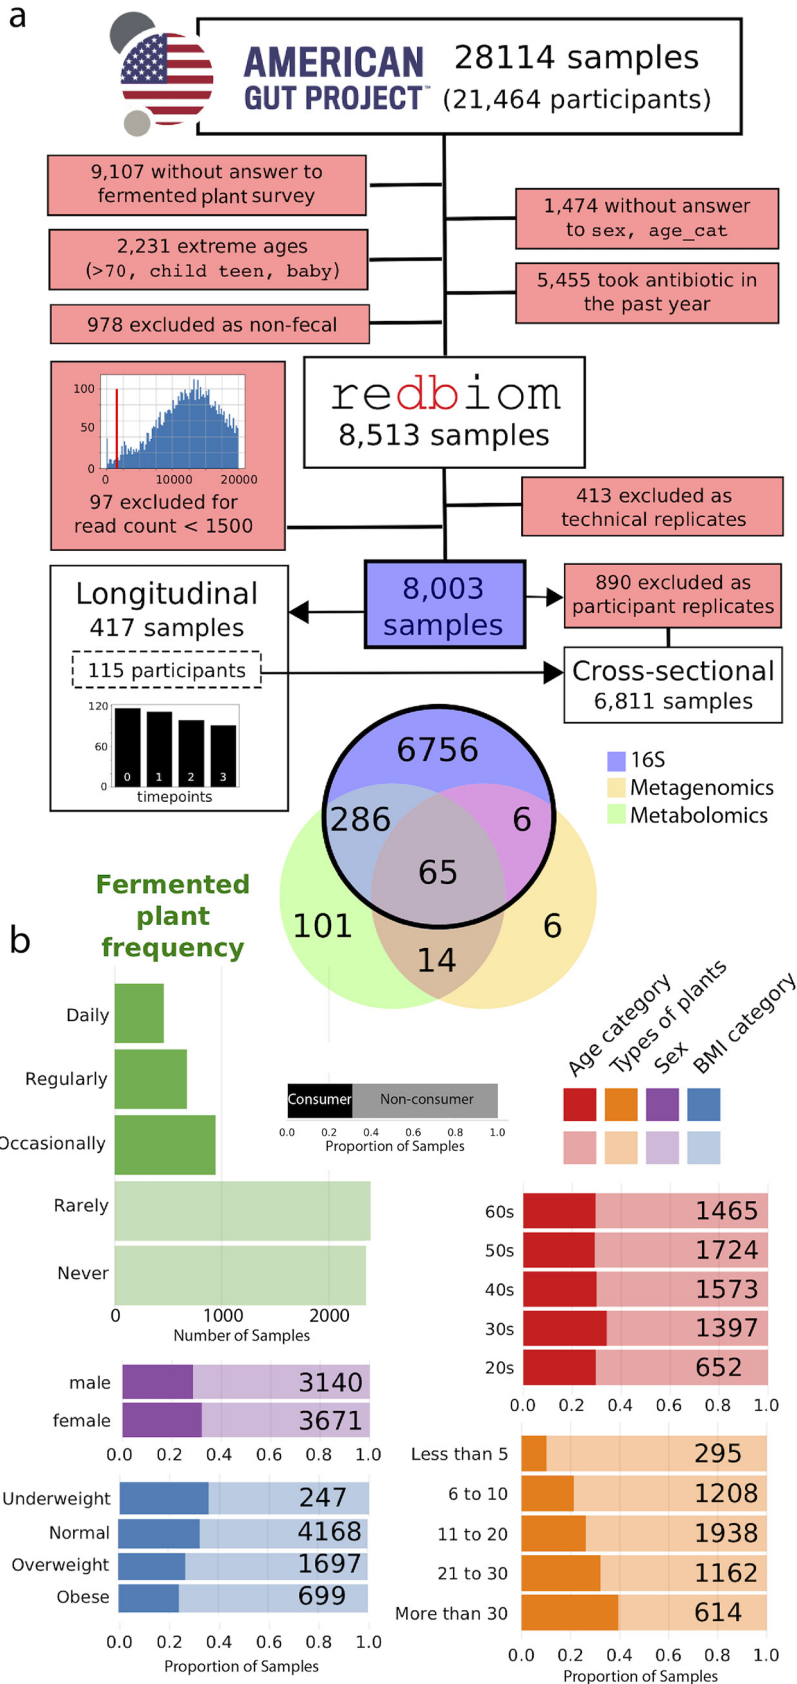 a
AMERICAN
GUT PROJECT™
28114 samples
(21,464 participants)
9,107 without answer to
fermented plant survey
1,474 without answer
to sex, age_cat
2,231 extreme ages
(>70, child teen, baby)
5,455 took antibiotic in
the past year
978 excluded as non-fecal
redbiom
8,513 samples
100
50
0
0 10000 20000
97 excluded for
read count < 1500
413 excluded as
technical replicates
8,003
samples
890 excluded as
participant replicates
Longitudinal
417 samples
115 participants
120
60
0
0 1 2 3
timepoints
Cross-sectional
6,811 samples
6756
286
6
65
101
14
6
16S
Metagenomics
Metabolomics
b
Fermented
plant
frequency
Daily
Regularly
Occasionally
Rarely
Never
0 1000 2000
Number of Samples
Consumer Non-consumer
0.0 0.2 0.4 0.6 0.8 1.0
Proportion of Samples
Age category
Types of plants
Sex
BMI category
60s 1465
50s 1724
40s 1573
30s 1397
20s 652
0.0 0.2 0.4 0.6 0.8 1.0
male 3140
female 3671
0.0 0.2 0.4 0.6 0.8 1.0
Underweight 247
Normal 4168
Overweight 1697
Obese 699
0.0 0.2 0.4 0.6 0.8 1.0
Proportion of Samples
Less than 5 295
6 to 10 1208
11 to 20 1938
21 to 30 1162
More than 30 614
0.0 0.2 0.4 0.6 0.8 1.0
Proportion of Samples